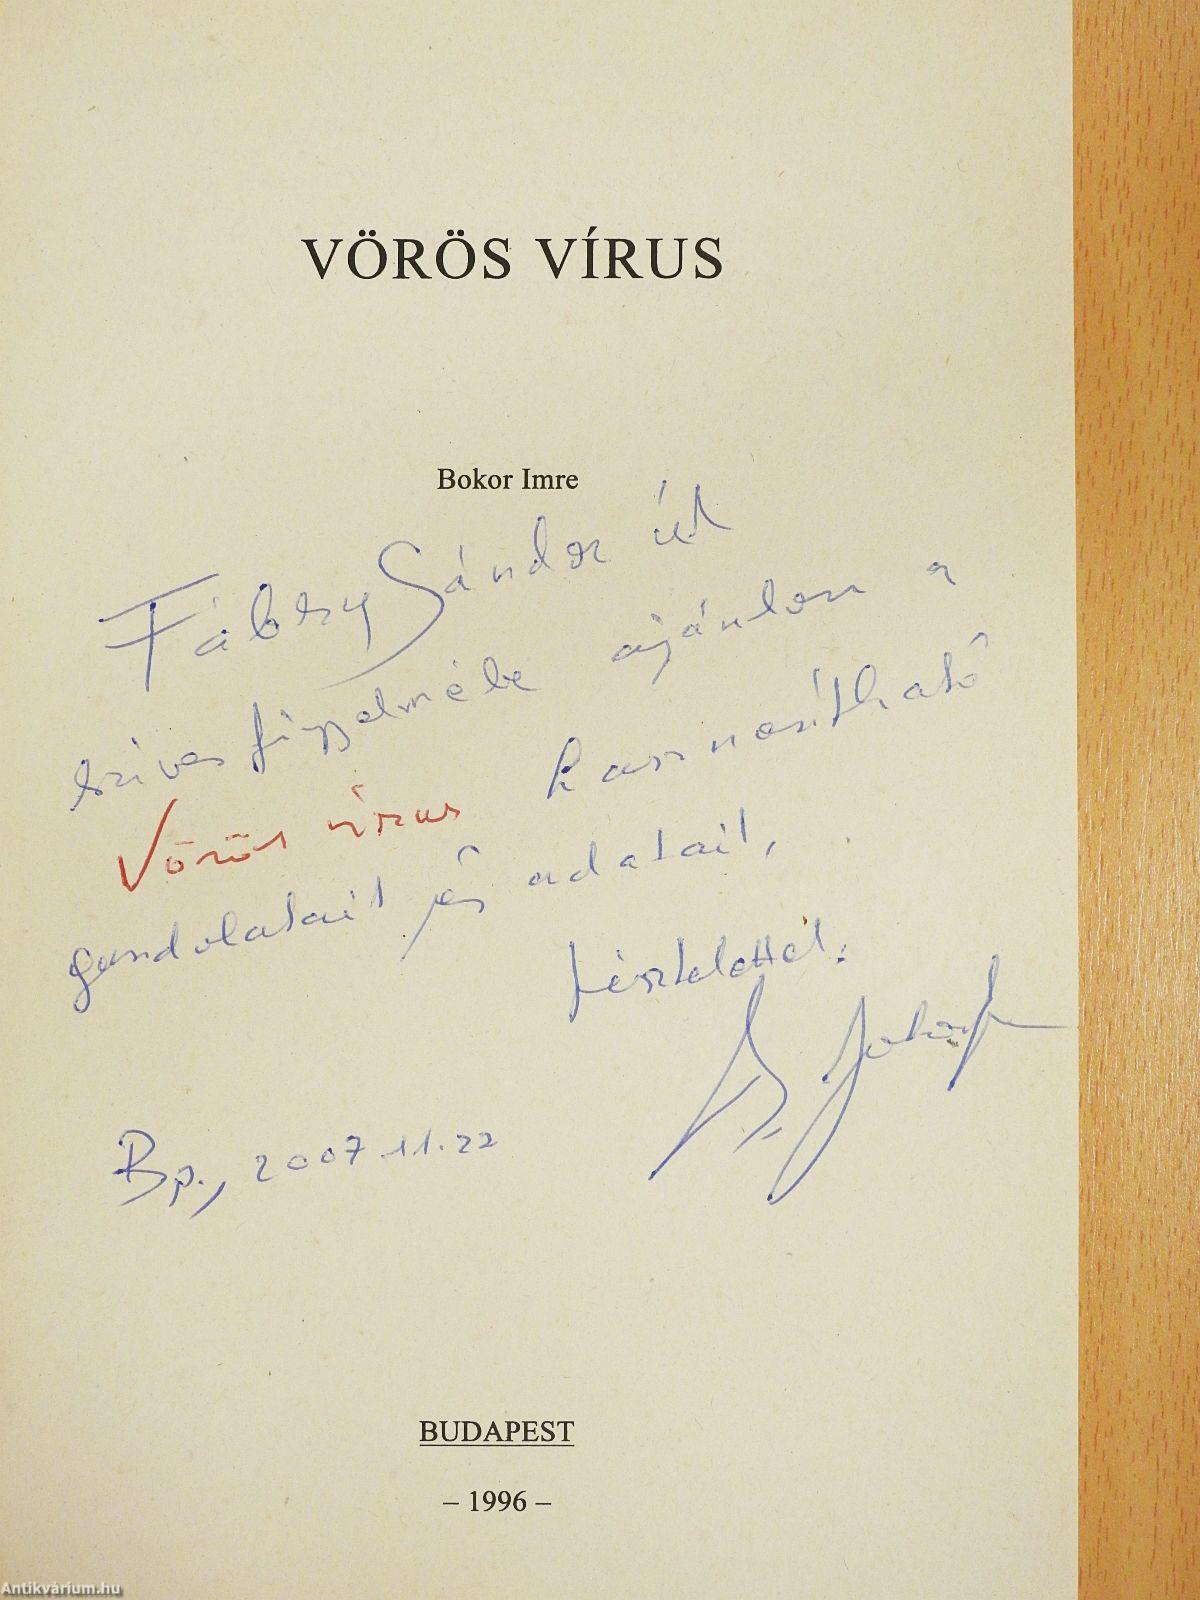 VÖRÖS VÍRUS
Bokor Imre
Fábry Sándor úr
szíves figyelmébe ajánlom a
Vörös vírus hasznosítható
gondolatait és adatait,
tisztelettel:
Bp., 2007.11.22
BUDAPEST
– 1996 –
Antikvárium.hu